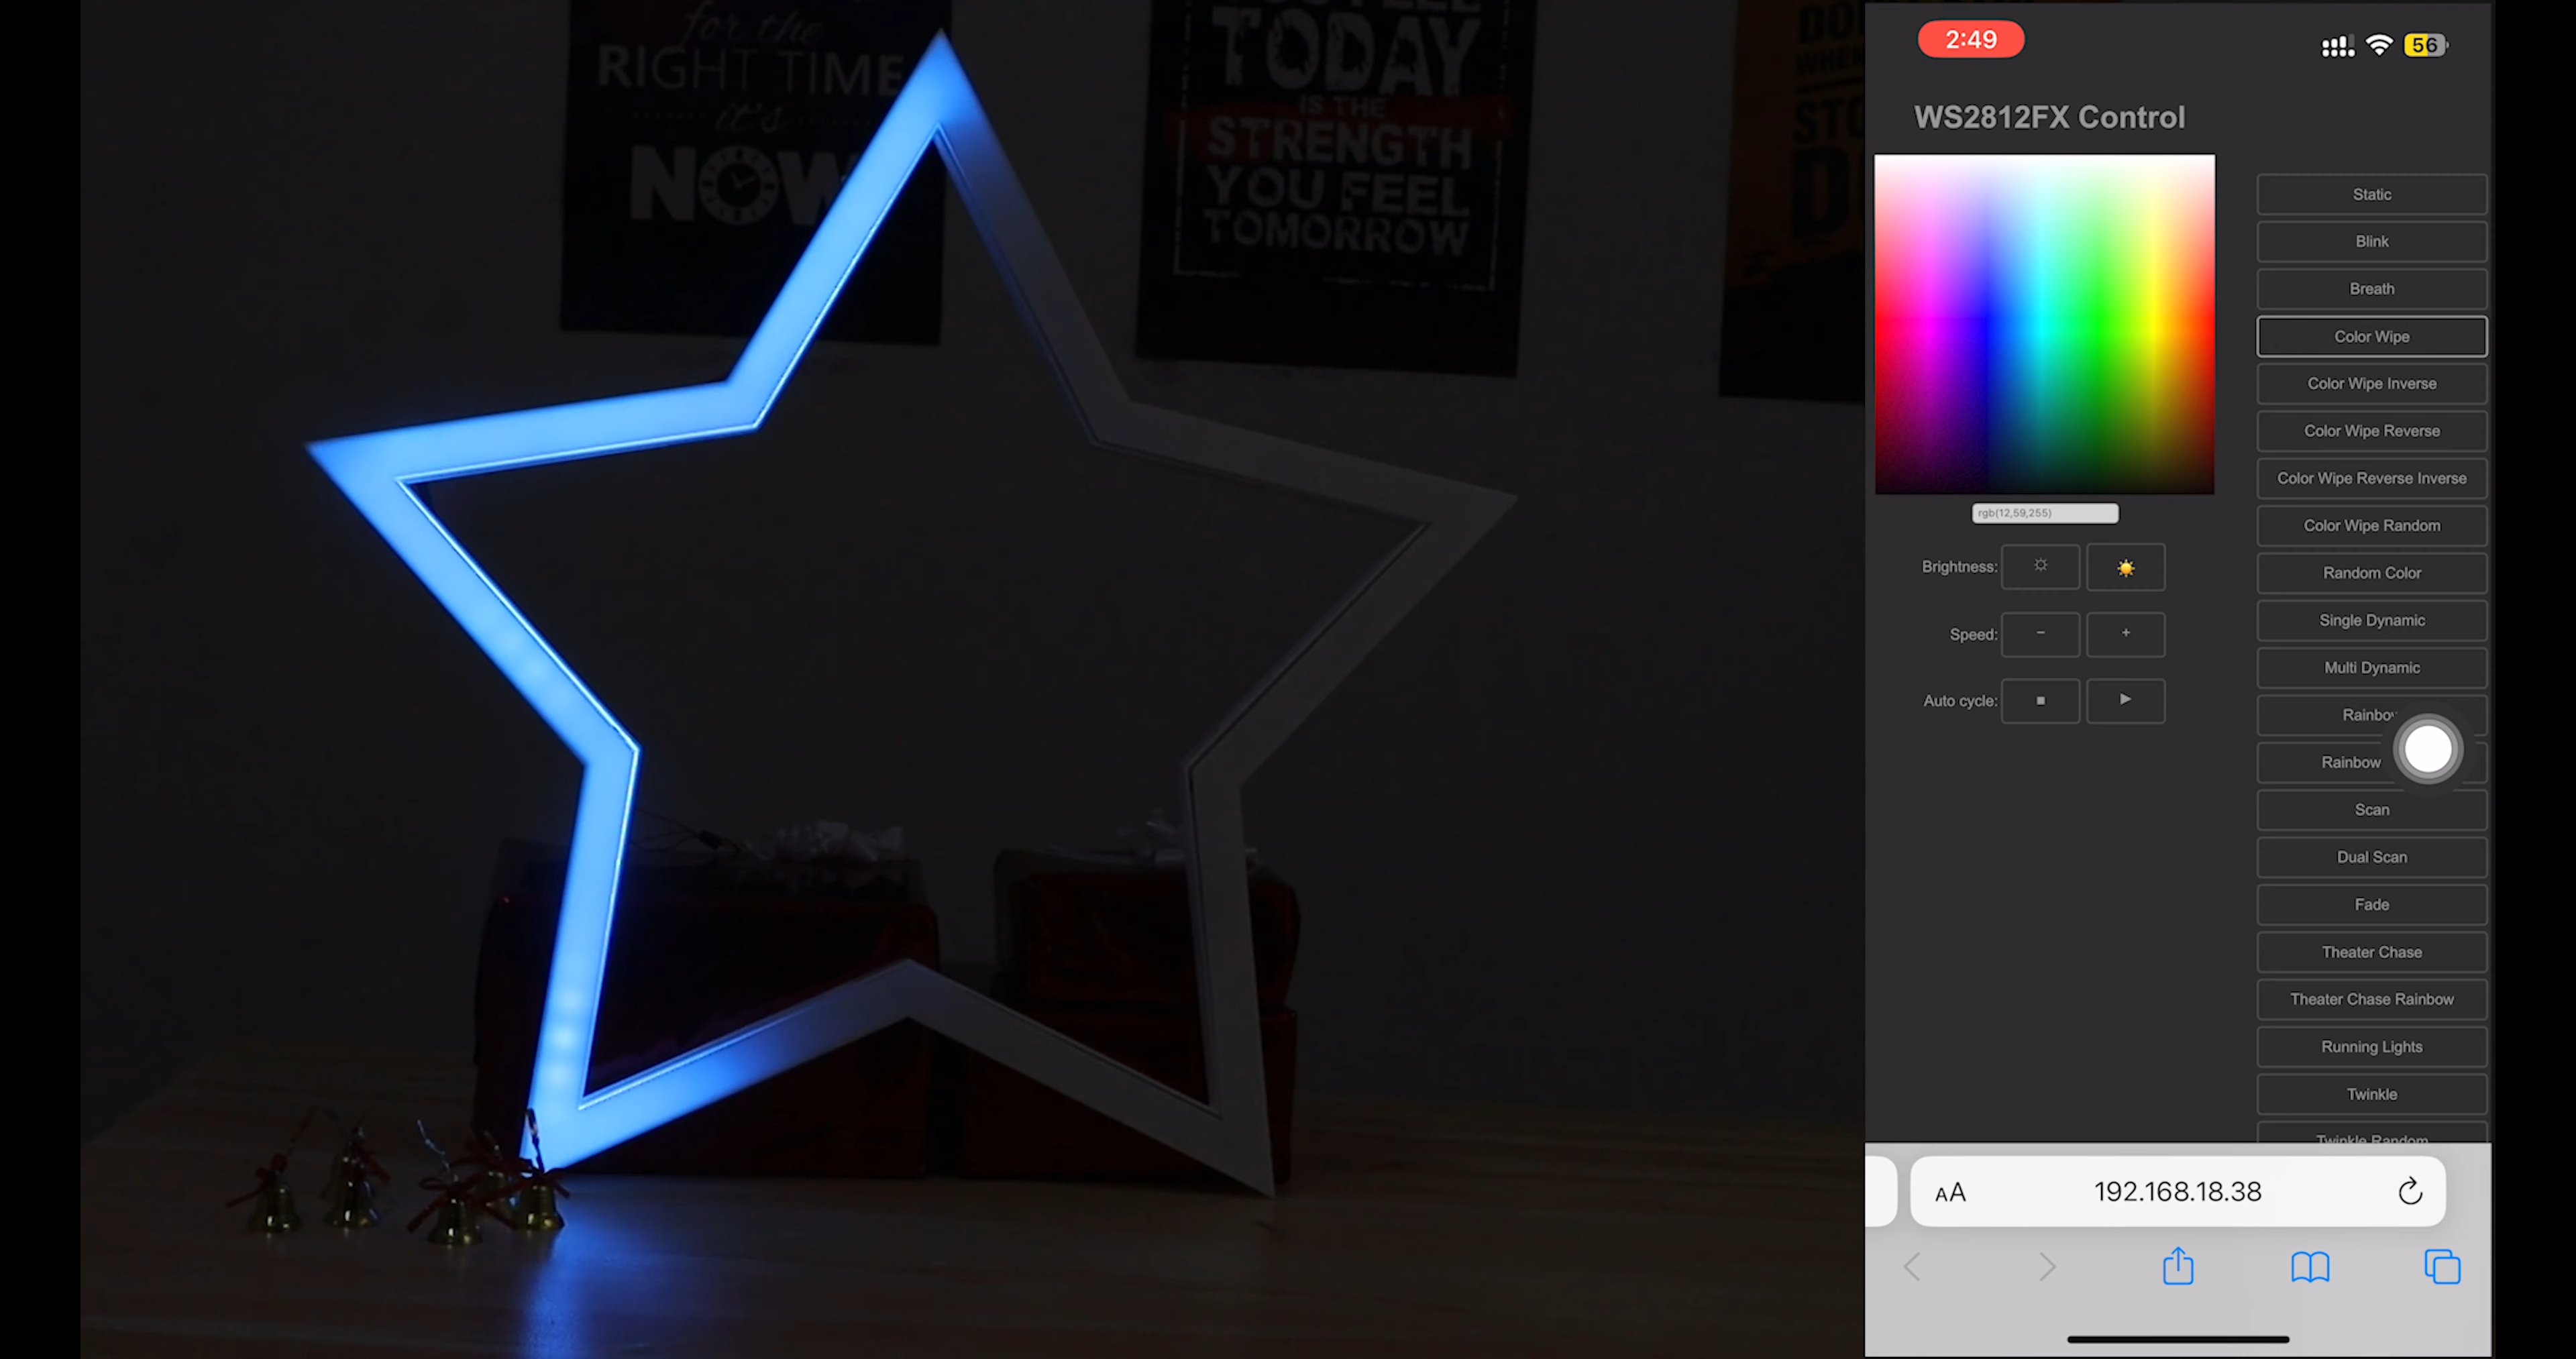 for the
RIGHT TIME
it's
NOW
TODAY
IS THE
STRENGTH
YOU FEEL
TOMORROW
2:49
56
WS2812FX Control
rgb(12,59,255)
Brightness:
Speed:
Auto cycle:
Static
Blink
Breath
Color Wipe
Color Wipe Inverse
Color Wipe Reverse
Color Wipe Reverse Inverse
Color Wipe Random
Random Color
Single Dynamic
Multi Dynamic
Rainbow
Rainbow
Scan
Dual Scan
Fade
Theater Chase
Theater Chase Rainbow
Running Lights
Twinkle
Twinkle Random
AA
192.168.18.38